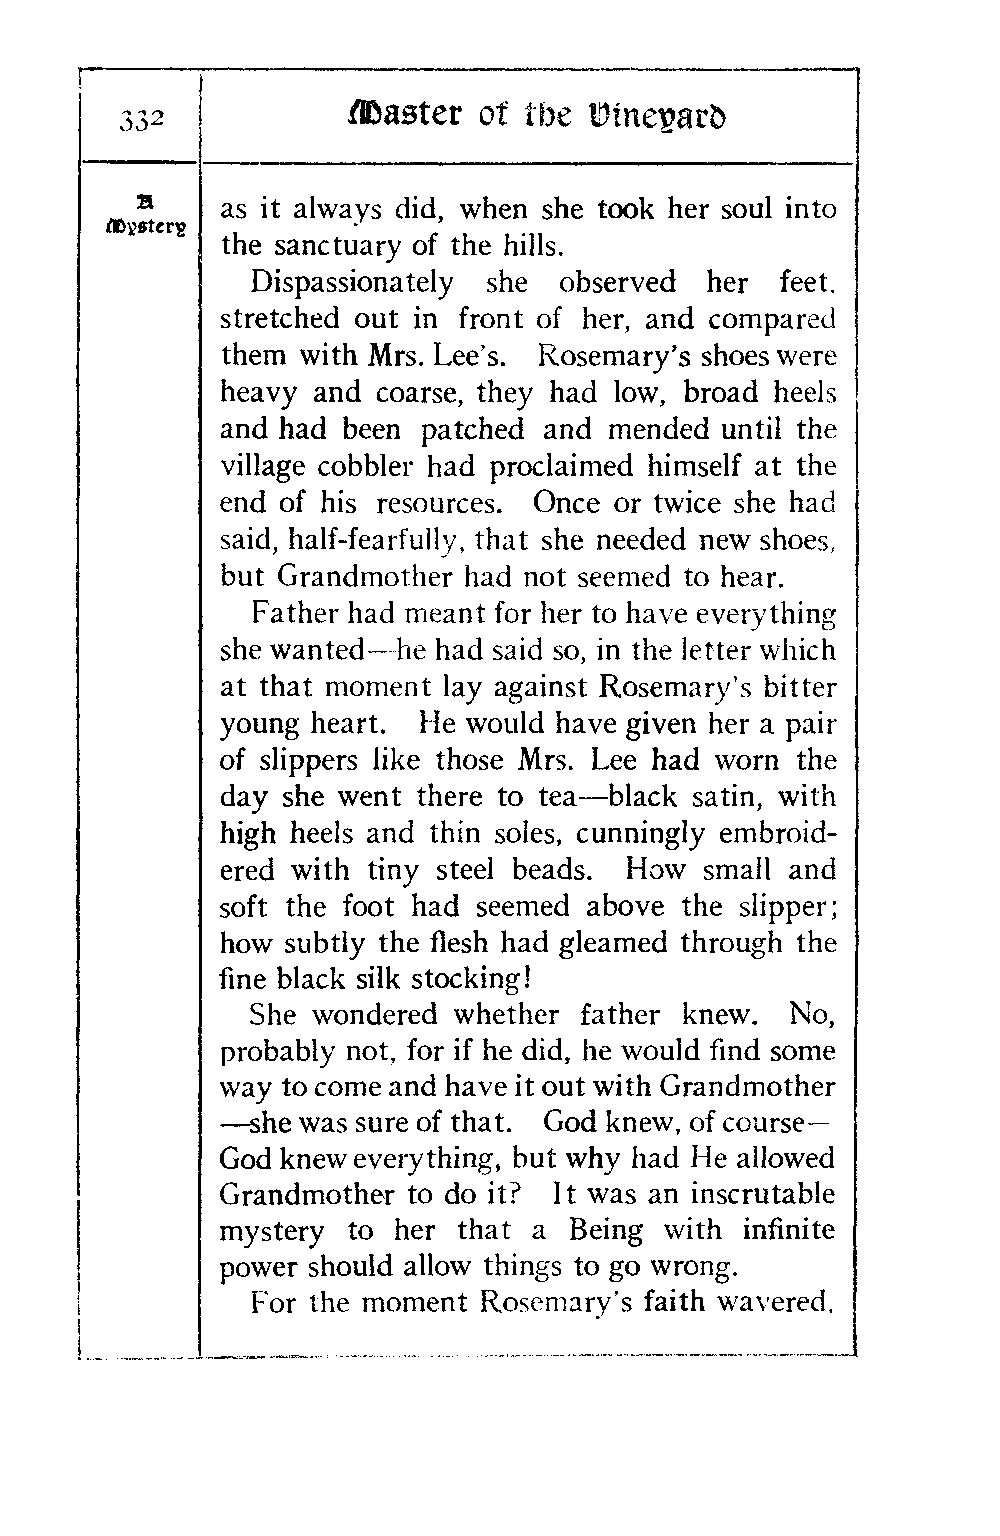 332
Master of the Vineyard
A
Mystery
as it always did, when she took her soul into
the sanctuary of the hills.
Dispassionately she observed her feet.
stretched out in front of her, and compared
them with Mrs. Lee's. Rosemary's shoes were
heavy and coarse, they had low, broad heels
and had been patched and mended until the
village cobbler had proclaimed himself at the
end of his resources. Once or twice she had
said, half-fearfully, that she needed new shoes,
but Grandmother had not seemed to hear.
Father had meant for her to have everything
she wanted—he had said so, in the letter which
at that moment lay against Rosemary's bitter
young heart. He would have given her a pair
of slippers like those Mrs. Lee had worn the
day she went there to tea—black satin, with
high heels and thin soles, cunningly embroid-
ered with tiny steel beads. How small and
soft the foot had seemed above the slipper;
how subtly the flesh had gleamed through the
fine black silk stocking!
She wondered whether father knew. No,
probably not, for if he did, he would find some
way to come and have it out with Grandmother
—she was sure of that. God knew, of course—
God knew everything, but why had He allowed
Grandmother to do it? It was an inscrutable
mystery to her that a Being with infinite
power should allow things to go wrong.
For the moment Rosemary's faith wavered,